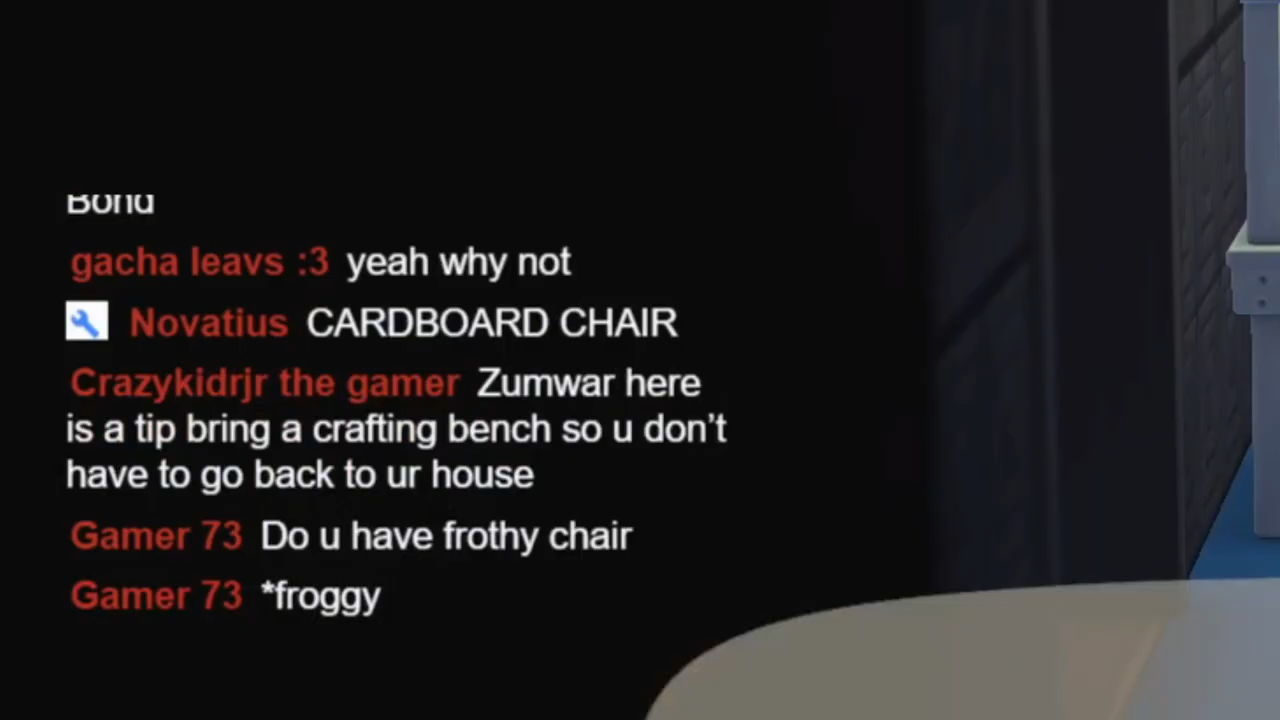 Bond
gacha leavs :3 yeah why not
Novatius CARDBOARD CHAIR
Crazykidrjr the gamer Zumwar here
is a tip bring a crafting bench so u don't
have to go back to ur house
Gamer 73 Do u have frothy chair
Gamer 73 *froggy